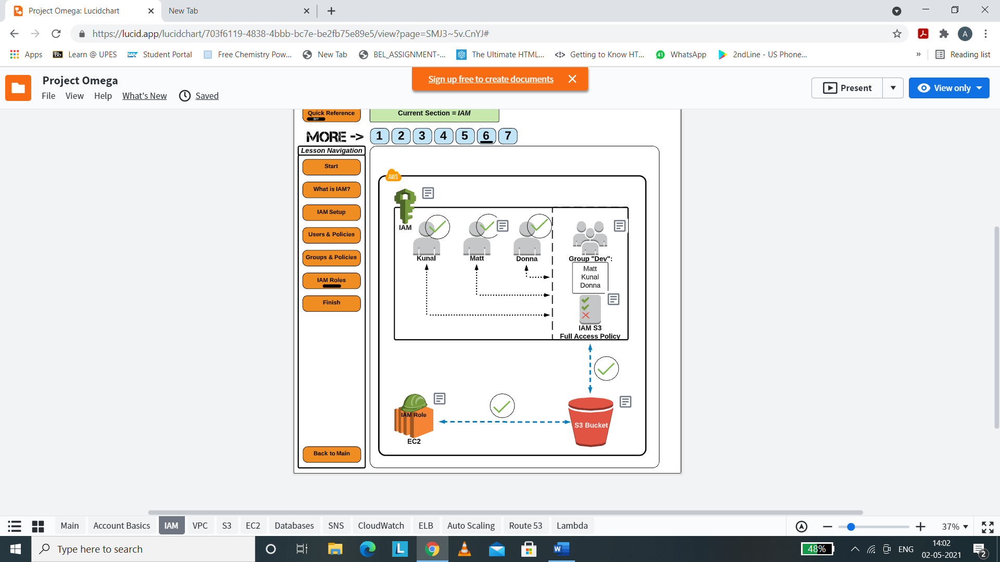 Project Omega: Lucidchart
New Tab
https://lucid.app/lucidchart/703f6119-4838-4bbb-bc7e-be2fb75e89e5/view?page=SMJ3~5v.CnYJ#
A
Apps
Bb Learn @ UPES
SAP Student Portal
Free Chemistry Pow...
New Tab
BEL_ASSIGNMENT-...
The Ultimate HTML...
Getting to Know HT...
41 WhatsApp
2ndLine - US Phone...
»
Reading list
Project Omega
File View Help What's New Saved
Sign up free to create documents
Present
View only
Quick Reference
OFF
Current Section = IAM
MORE ->
1 2 3 4 5 6 7
Lesson Navigation
Start
What is IAM?
IAM Setup
Users & Policies
Groups & Policies
IAM Roles
Finish
Back to Main
AWS
IAM
Kunal
Matt
Donna
Group "Dev":
Matt
Kunal
Donna
IAM S3
Full Access Policy
IAM Role
EC2
S3 Bucket
Main Account Basics IAM VPC S3 EC2 Databases SNS CloudWatch ELB Auto Scaling Route 53 Lambda
37%
Type here to search
L
W
48%
ENG
14:02
02-05-2021
2